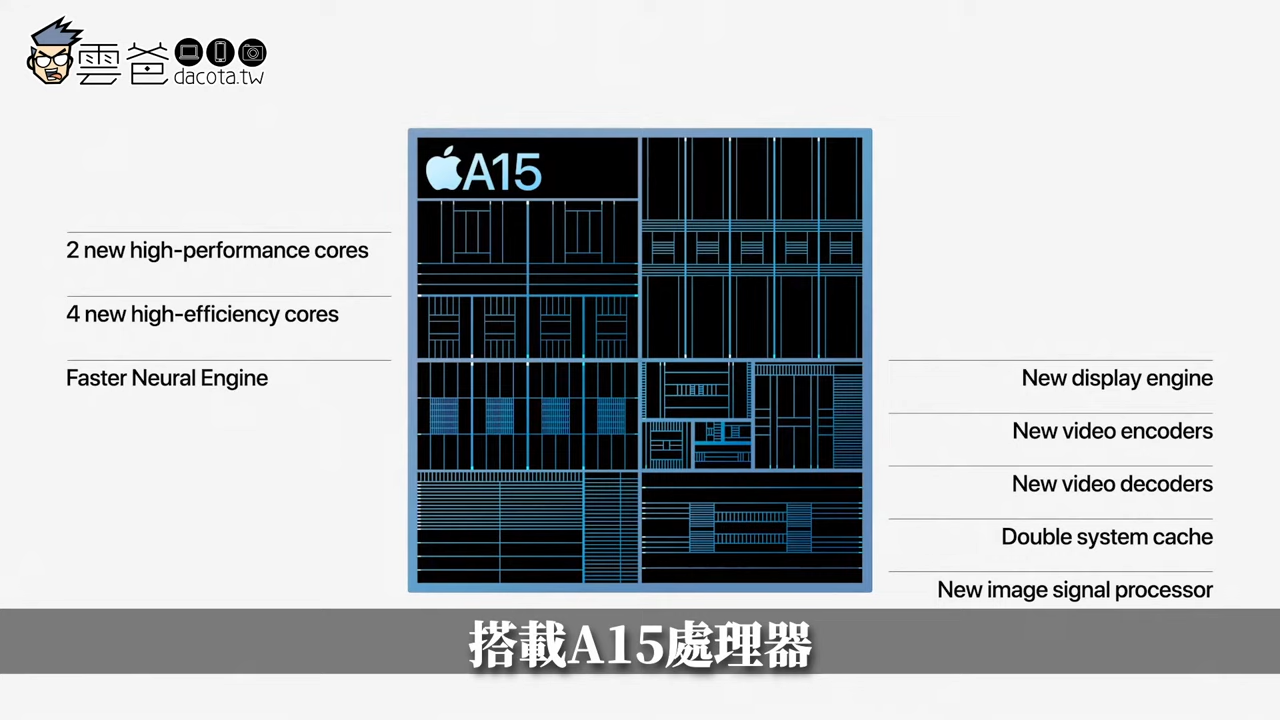 雲爸
dacota.tw
A15
2 new high-performance cores
4 new high-efficiency cores
Faster Neural Engine
New display engine
New video encoders
New video decoders
Double system cache
New image signal processor
搭載A15處理器